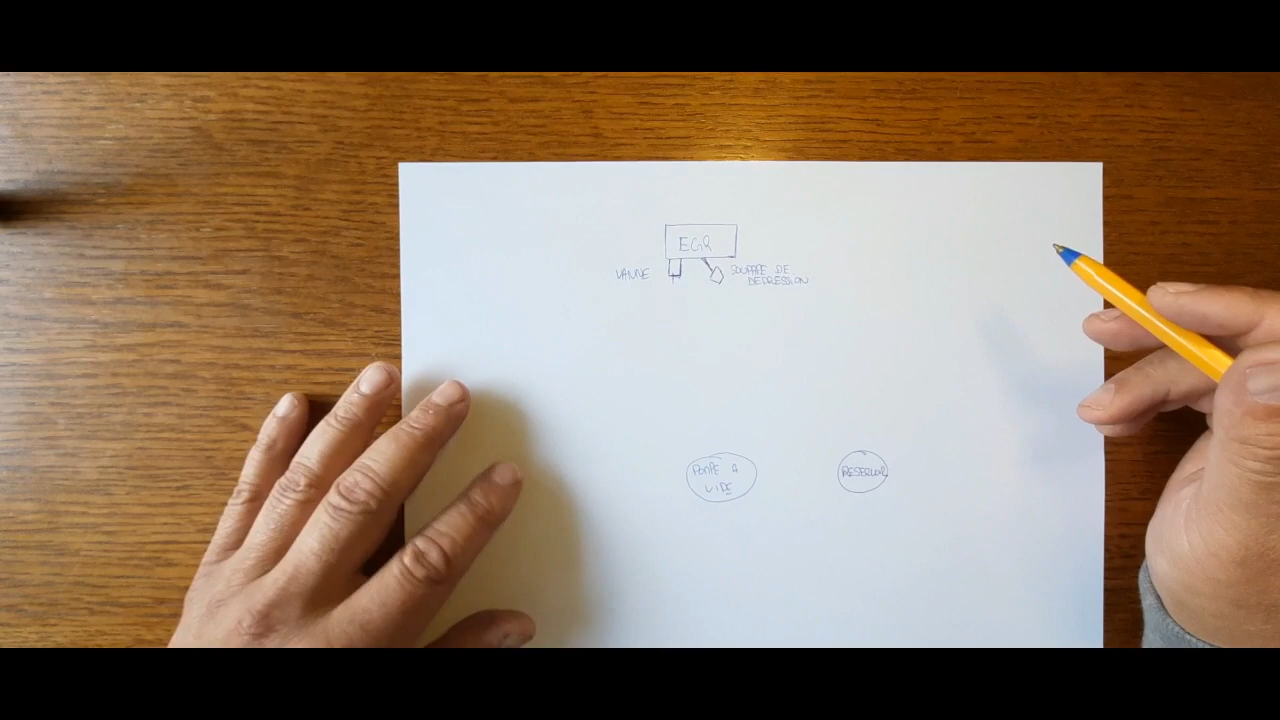 EGR
VANNE
SOUPAPE DE
DEPRESSION
POMPE A
VIDE
RESERVOIR